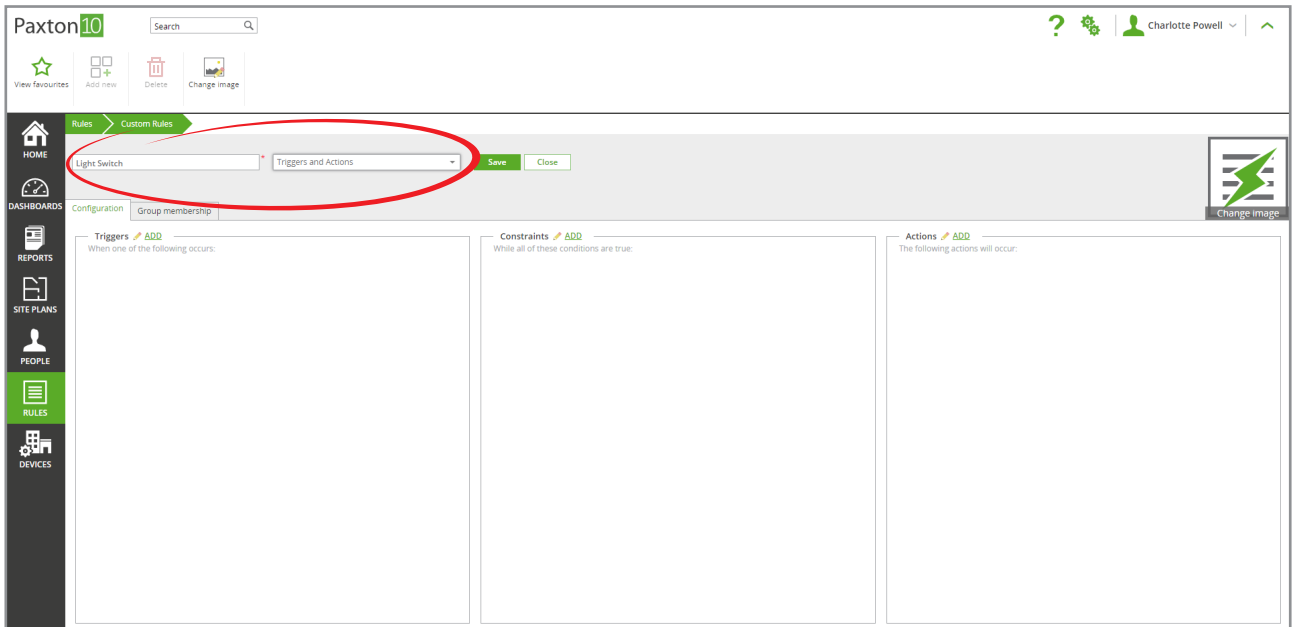 Paxton 10
Search
? Charlotte Powell
View favourites Add new Delete Change image
Rules Custom Rules
HOME
Light Switch * Triggers and Actions Save Close
DASHBOARDS
Configuration Group membership
Change image
Triggers ADD
When one of the following occurs:
Constraints ADD
While all of these conditions are true:
Actions ADD
The following actions will occur:
REPORTS
SITE PLANS
PEOPLE
RULES
DEVICES